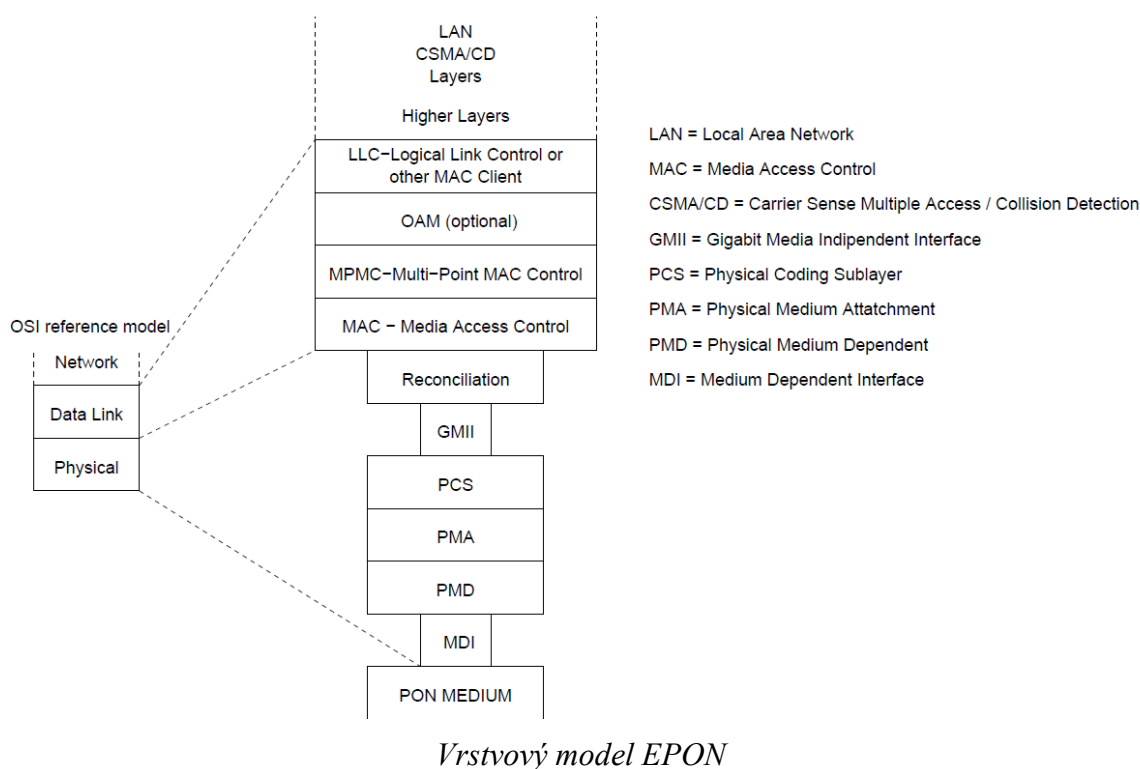 LAN
CSMA/CD
Layers
Higher Layers
LLC−Logical Link Control or
other MAC Client
OAM (optional)
MPMC−Multi−Point MAC Control
MAC − Media Access Control
Reconciliation
GMII
PCS
PMA
PMD
MDI
PON MEDIUM
OSI reference model
Network
Data Link
Physical
LAN = Local Area Network
MAC = Media Access Control
CSMA/CD = Carrier Sense Multiple Access / Collision Detection
GMII = Gigabit Media Indipendent Interface
PCS = Physical Coding Sublayer
PMA = Physical Medium Attatchment
PMD = Physical Medium Dependent
MDI = Medium Dependent Interface
Vrstvový model EPON